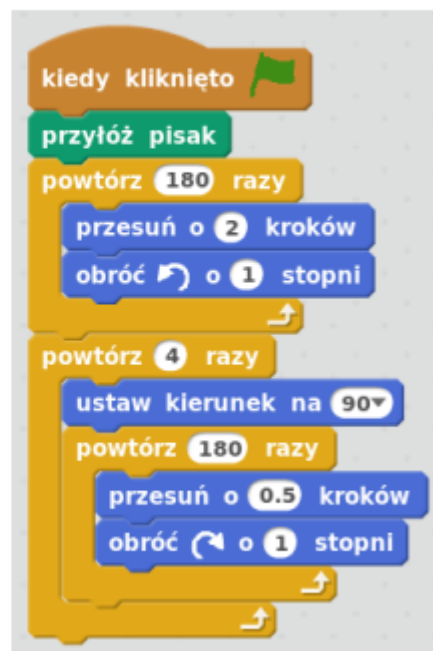 kiedy kliknięto
przyłóż pisak
powtórz 180 razy
przesuń o 2 kroków
obróć o 1 stopni
powtórz 4 razy
ustaw kierunek na 90
powtórz 180 razy
przesuń o 0.5 kroków
obróć o 1 stopni